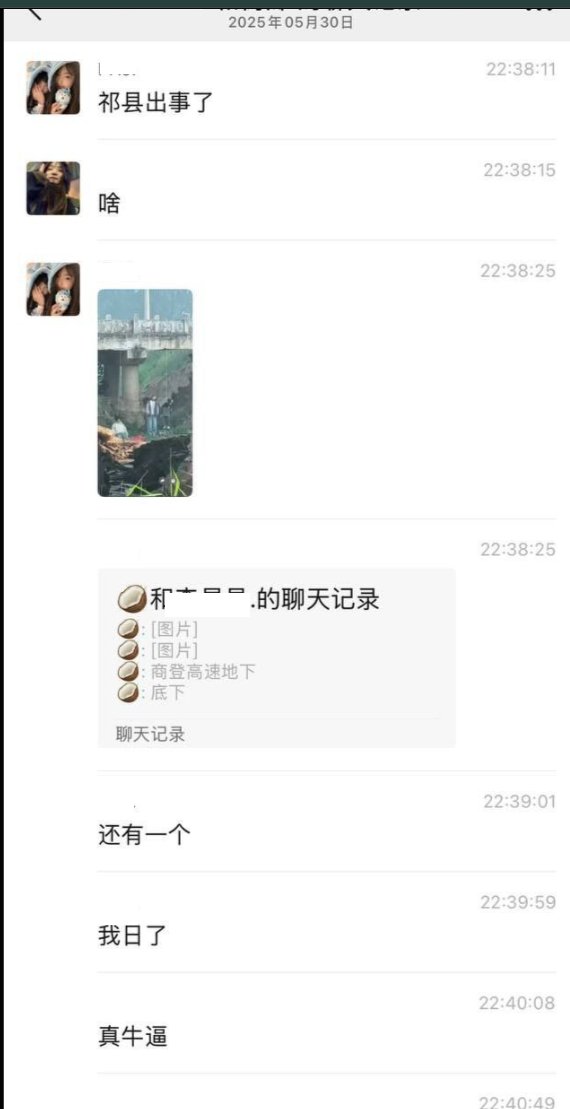 2025年05月30日
22:38:11
祁县出事了
22:38:15
啥
22:38:25
22:38:25
和 .的聊天记录
: [图片]
: [图片]
: 商登高速地下
: 底下
聊天记录
22:39:01
还有一个
22:39:59
我日了
22:40:08
真牛逼
22:40:49